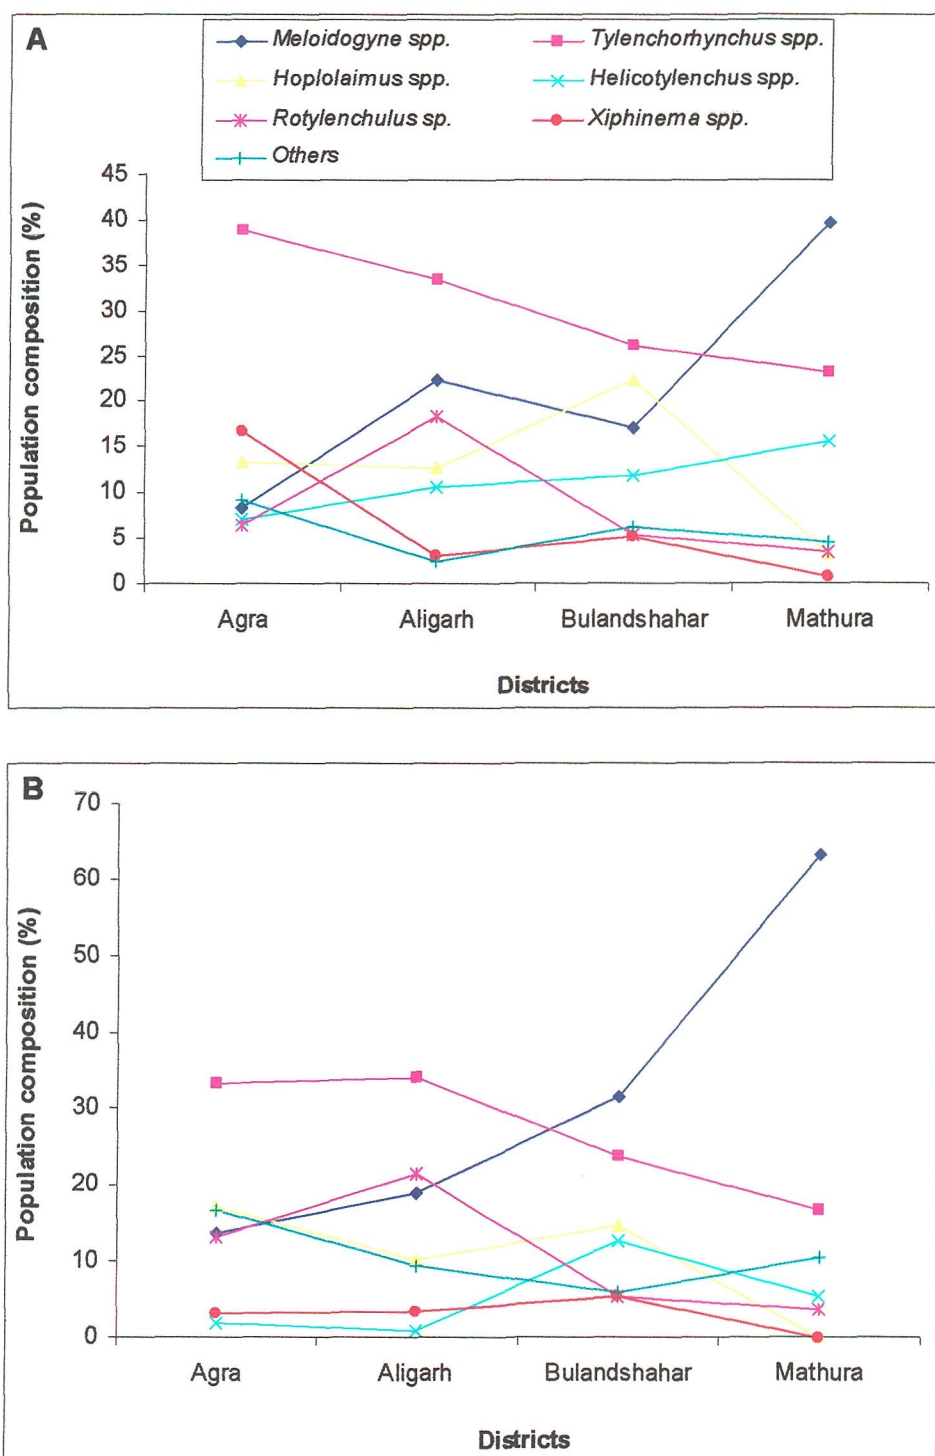 A
Meloidogyne spp.
Tylenchorhynchus spp.
Hoplolaimus spp.
Helicotylenchus spp.
Rotylenchulus sp.
Xiphinema spp.
Others
Population composition (%)
45
40
35
30
25
20
15
10
5
0
Agra Aligarh Bulandshahar Mathura
Districts
B
Population composition (%)
70
60
50
40
30
20
10
0
Agra Aligarh Bulandshahar Mathura
Districts